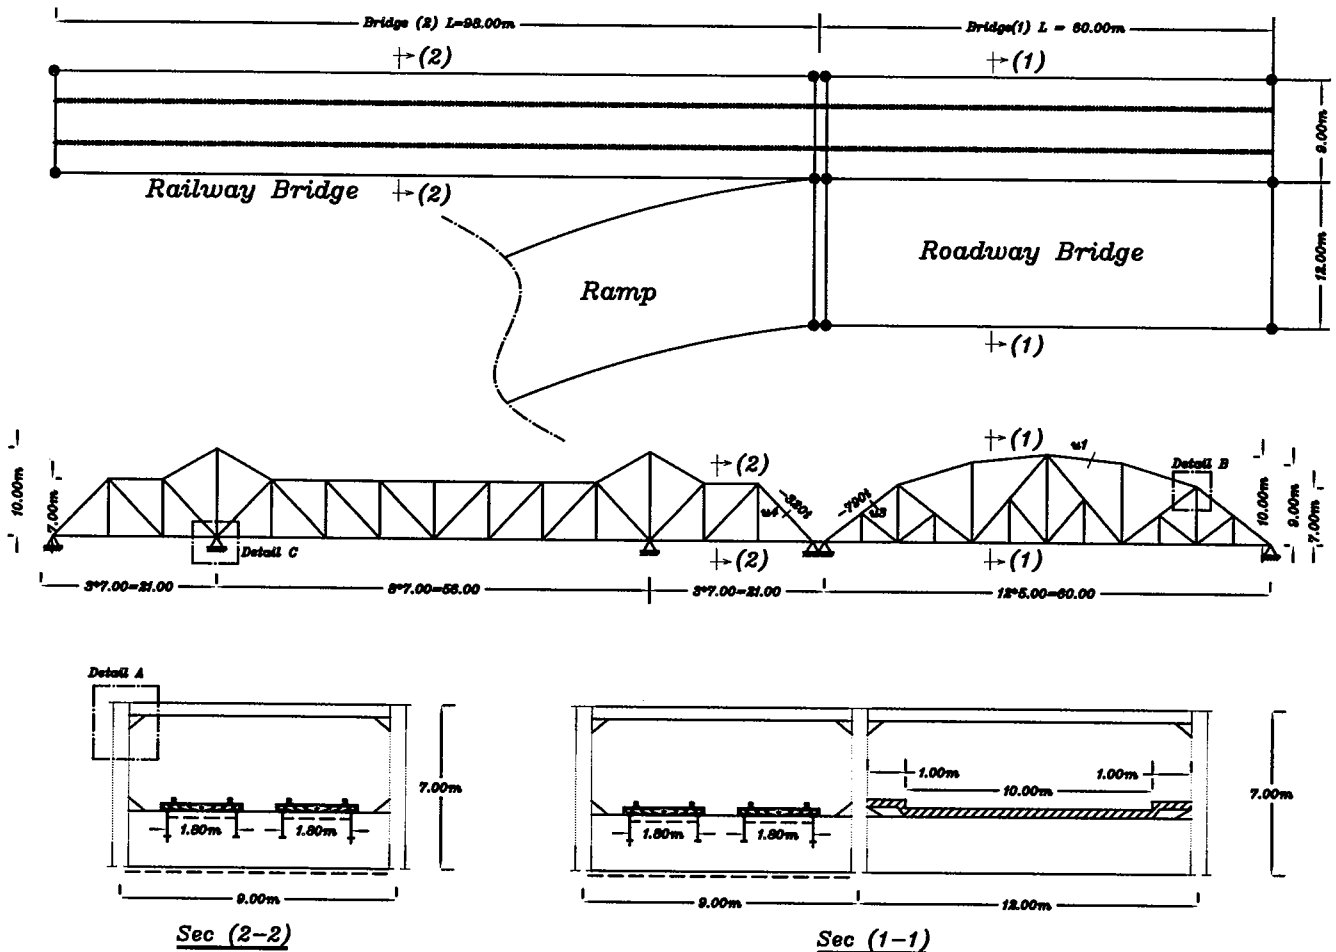 Bridge (2) L=98.00m
Bridge(1) L = 60.00m
(2)
(1)
9.00m
Railway Bridge
(2)
Roadway Bridge
Ramp
12.00m
(1)
(1)
u1
(2)
Detail B
10.00m
7.00m
-320t
u4
-790t
u3
10.00m
9.00m
7.00m
Detail C
(2)
(1)
3*7.00=21.00
8*7.00=56.00
3*7.00=21.00
12*5.00=60.00
Detail A
7.00m
1.00m
1.00m
10.00m
7.00m
1.80m
1.80m
1.80m
1.80m
9.00m
9.00m
12.00m
Sec (2-2)
Sec (1-1)